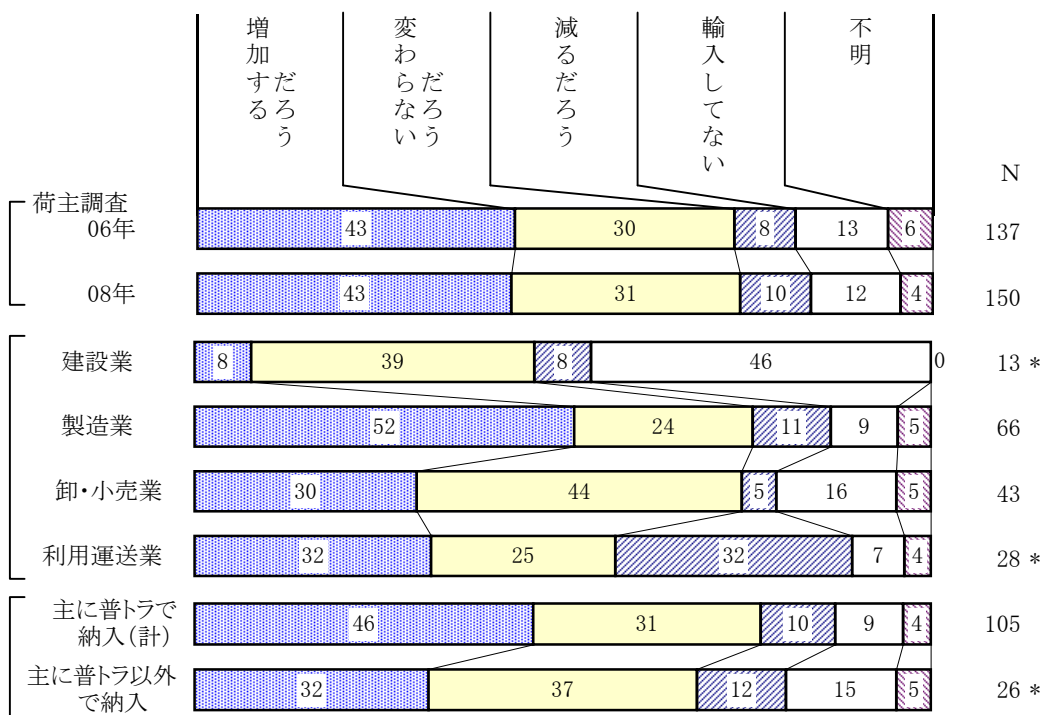 増加する
だろう
変わらない
だろう
減るだろう
輸入してない
不明
N
荷主調査
06年 43 30 8 13 6 137
08年 43 31 10 12 4 150
建設業 8 39 8 46 0 13 *
製造業 52 24 11 9 5 66
卸・小売業 30 44 5 16 5 43
利用運送業 32 25 32 7 4 28 *
主に普トラで
納入(計) 46 31 10 9 4 105
主に普トラ以外
で納入 32 37 12 15 5 26 *